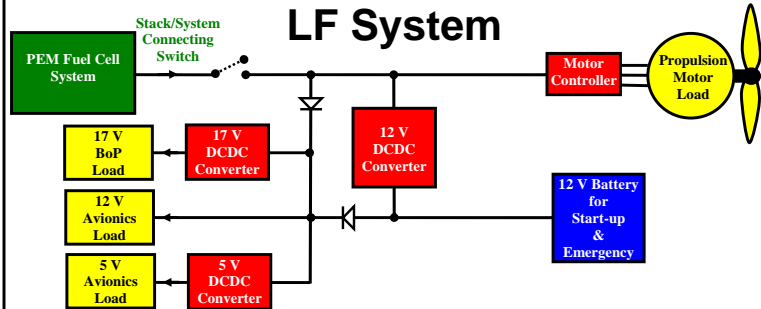 LF System
Stack/System
Connecting
Switch
PEM Fuel Cell
System
Motor
Controller
Propulsion
Motor
Load
17 V
BoP
Load
17 V
DCDC
Converter
12 V
DCDC
Converter
12 V
Avionics
Load
12 V Battery
for
Start-up
&
Emergency
5 V
Avionics
Load
5 V
DCDC
Converter